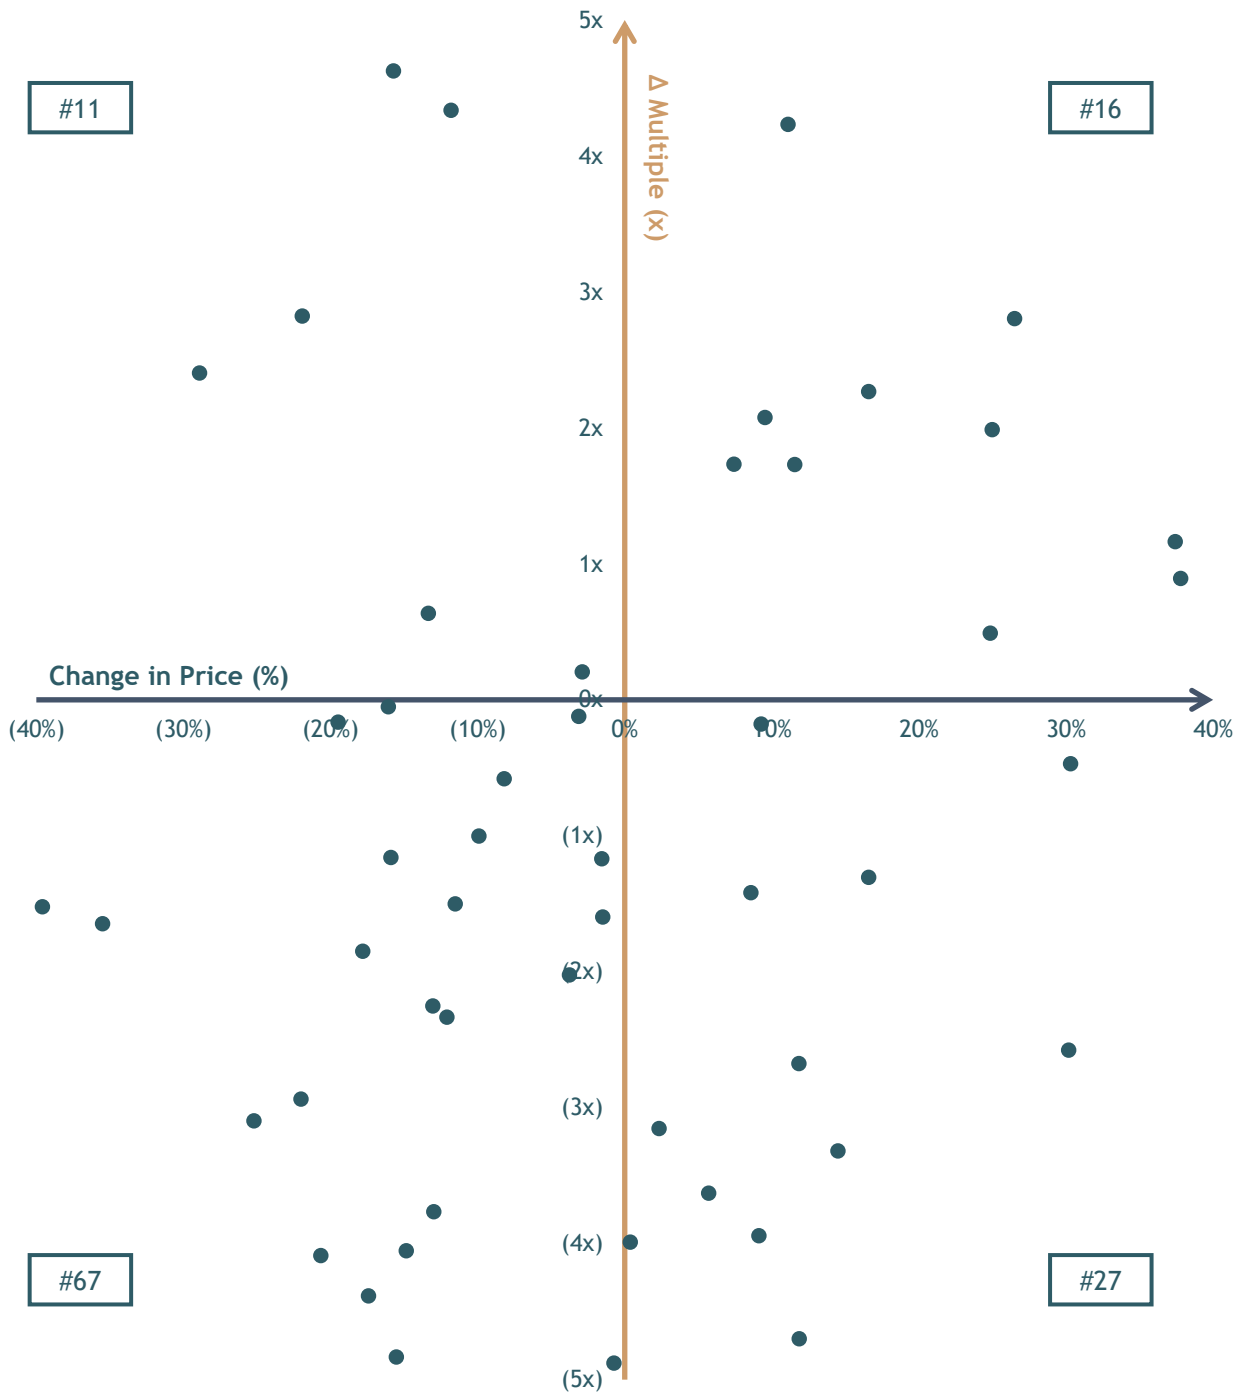 5x
#11
#16
Δ Multiple (x)
4x
3x
2x
1x
Change in Price (%)
0x
(40%) (30%) (20%) (10%) 0% 10% 20% 30% 40%
(1x)
(2x)
(3x)
(4x)
#67
#27
(5x)